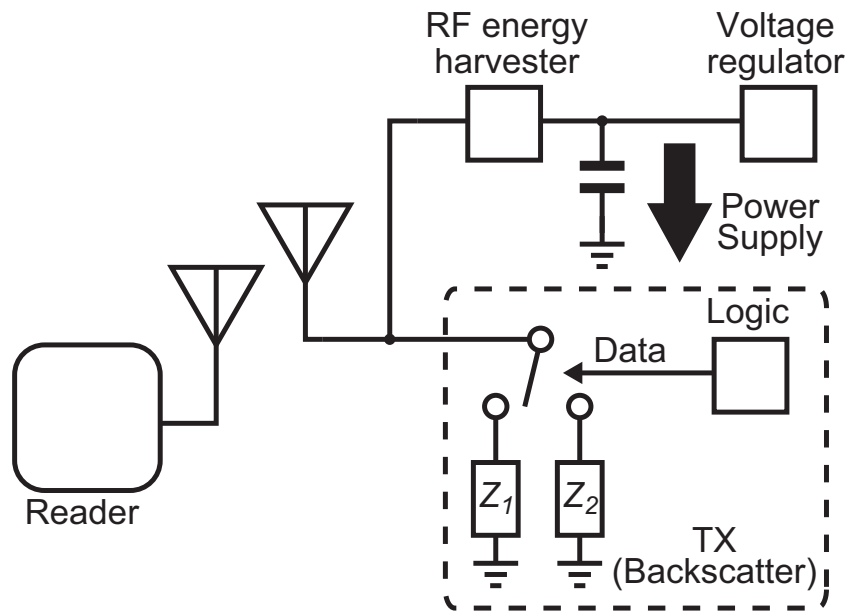 RF energy
harvester
Voltage
regulator
Power
Supply
Logic
Data
Z1
Z2
Reader
TX
(Backscatter)